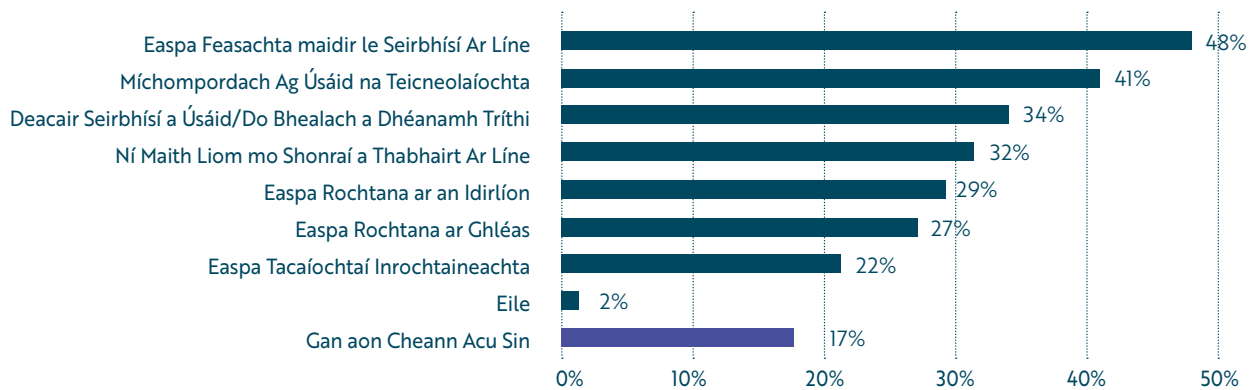 Easpa Feasachta maidir le Seirbhísí Ar Líne 48%
Míchompordach Ag Úsáid na Teicneolaíochta 41%
Deacair Seirbhísí a Úsáid/Do Bhealach a Dhéanamh Tríthi 34%
Ní Maith Liom mo Shonraí a Thabhairt Ar Líne 32%
Easpa Rochtana ar an Idirlíon 29%
Easpa Rochtana ar Ghléas 27%
Easpa Tacaíochtaí Inrochtaineachta 22%
Eile 2%
Gan aon Cheann Acu Sin 17%
0% 10% 20% 30% 40% 50%